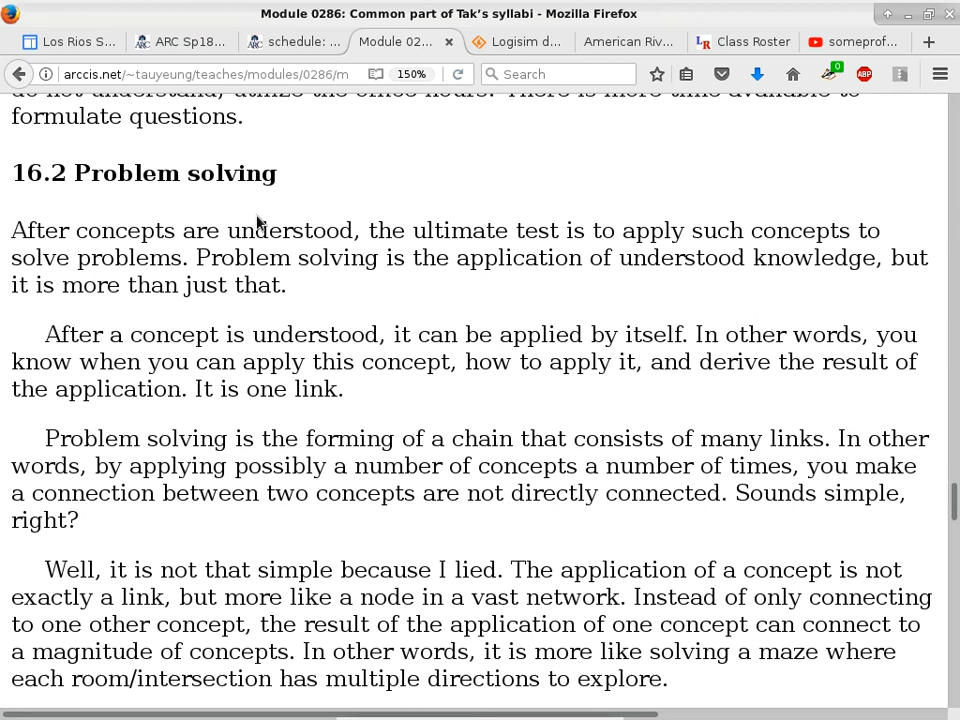 Module 0286: Common part of Tak's syllabi - Mozilla Firefox
Los Rios S... ARC Sp18... schedule: ... Module 02... Logisim d... American Riv... Class Roster someprof...
arccis.net/~tauyeung/teaches/modules/0286/m 150% Search 0 ABP
formulate questions.
16.2 Problem solving
After concepts are understood, the ultimate test is to apply such concepts to
solve problems. Problem solving is the application of understood knowledge, but
it is more than just that.
After a concept is understood, it can be applied by itself. In other words, you
know when you can apply this concept, how to apply it, and derive the result of
the application. It is one link.
Problem solving is the forming of a chain that consists of many links. In other
words, by applying possibly a number of concepts a number of times, you make
a connection between two concepts are not directly connected. Sounds simple,
right?
Well, it is not that simple because I lied. The application of a concept is not
exactly a link, but more like a node in a vast network. Instead of only connecting
to one other concept, the result of the application of one concept can connect to
a magnitude of concepts. In other words, it is more like solving a maze where
each room/intersection has multiple directions to explore.